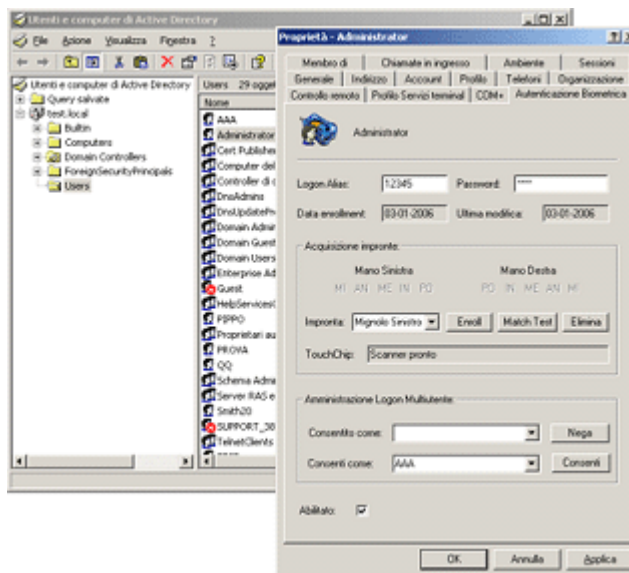 Utenti e computer di Active Directory
File Azione Visualizza Finestra ?
Utenti e computer di Active Directory
Query salvate
test.local
Builtin
Computers
Domain Controllers
ForeignSecurityPrincipals
Users
Users 29 ogget
Nome
AAA
Administrator
Cert Publisher
Computer del
Controller di d
DnsAdmins
DnsUpdatePr
Domain Admin
Domain Guest
Domain Users
Enterprise Ad
Guest
HelpServicesG
PIPPO
Proprietari au
PROVA
QQ
Schema Admi
Server RAS e
Smith20
SUPPORT_38
TelnetClients
Proprietà - Administrator
Membro di Chiamate in ingresso Ambiente Sessioni
Generale Indirizzo Account Profilo Telefoni Organizzazione
Controllo remoto Profilo Servizi terminal COM+ Autenticazione Biometrica
Administrator
Logon Alias: 12345 Password:
Data enrollment: 03-01-2006 Ultima modifica: 03-01-2006
Acquisizione impronte:
Mano Sinistra Mano Destra
MI AN ME IN PO PO IN ME AN MI
Impronta: Mignolo Sinistro Enroll Match Test Elimina
TouchChip: Scanner pronto
Amministrazione Logon Multiutente:
Consentito come: Nega
Consenti come: AAA Consenti
Abilitato:
OK Annulla Applica